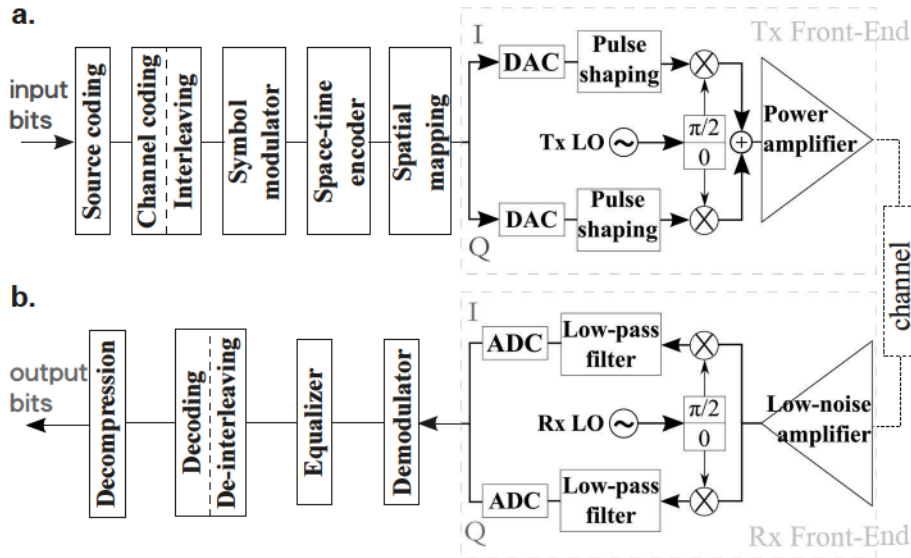 a.
input
bits
Source coding
Channel coding
Interleaving
Symbol
modulator
Space-time
encoder
Spatial
mapping
I
Q
DAC
Pulse
shaping
Tx LO
~
π/2
0
DAC
Pulse
shaping
+
Power
amplifier
Tx Front-End
channel
b.
output
bits
Decompression
Decoding
De-interleaving
Equalizer
Demodulator
I
Q
ADC
Low-pass
filter
Rx LO
~
π/2
0
ADC
Low-pass
filter
Low-noise
amplifier
Rx Front-End